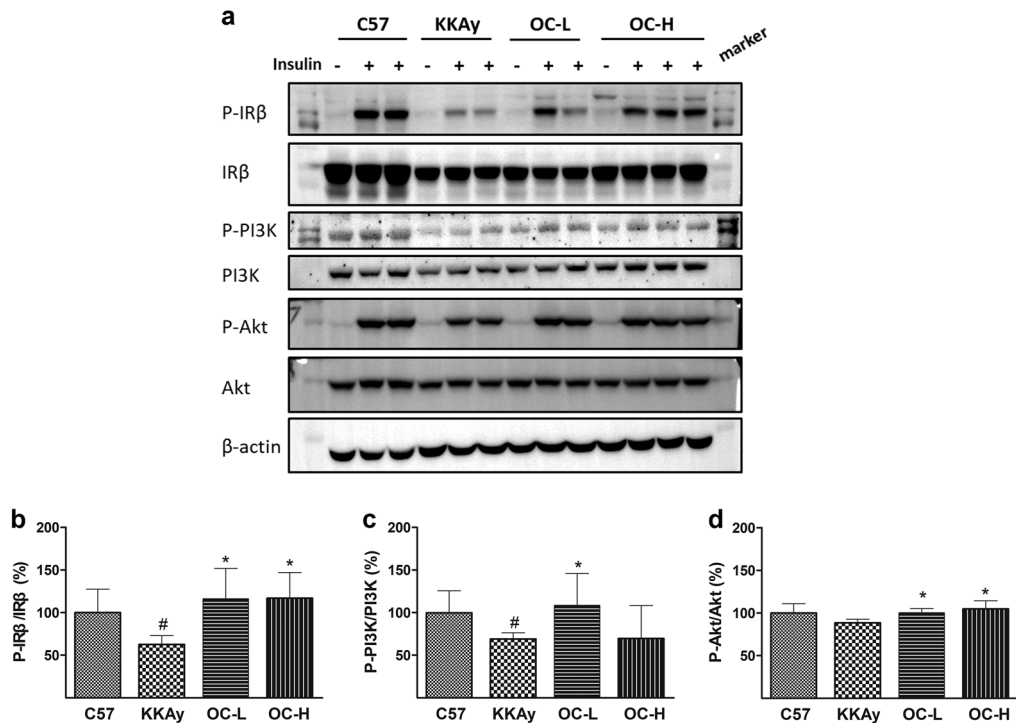 a
C57 KKAy OC-L OC-H marker
Insulin - + + - + + - + + - + + +
P-IRβ
IRβ
P-PI3K
PI3K
P-Akt
Akt
β-actin
b
P-IRβ/IRβ (%)
200
150
100
50
# * *
C57 KKAy OC-L OC-H
c
P-PI3K/PI3K (%)
200
150
100
50
# *
C57 KKAy OC-L OC-H
d
P-Akt/Akt (%)
200
150
100
50
* *
C57 KKAy OC-L OC-H